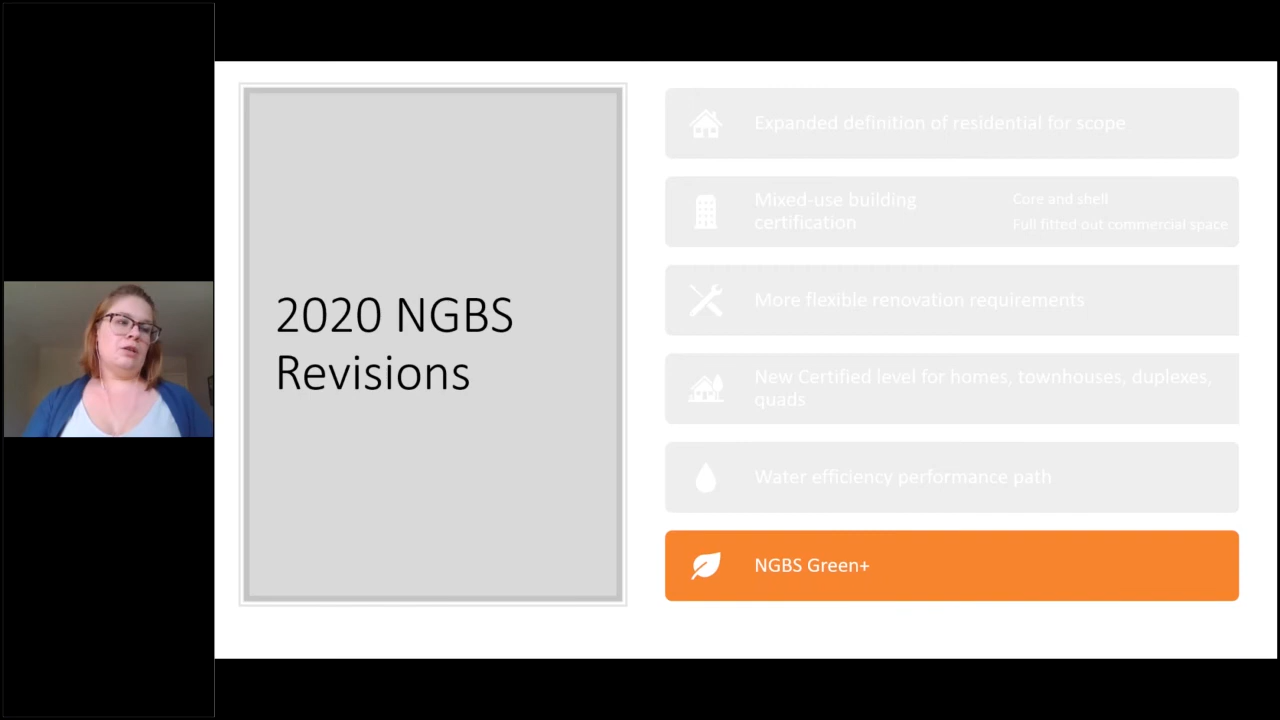 2020 NGBS
Revisions
Expanded definition of residential for scope
Mixed-use building
certification
Core and shell
Full fitted out commercial space
More flexible renovation requirements
New Certified level for homes, townhouses, duplexes,
quads
Water efficiency performance path
NGBS Green+